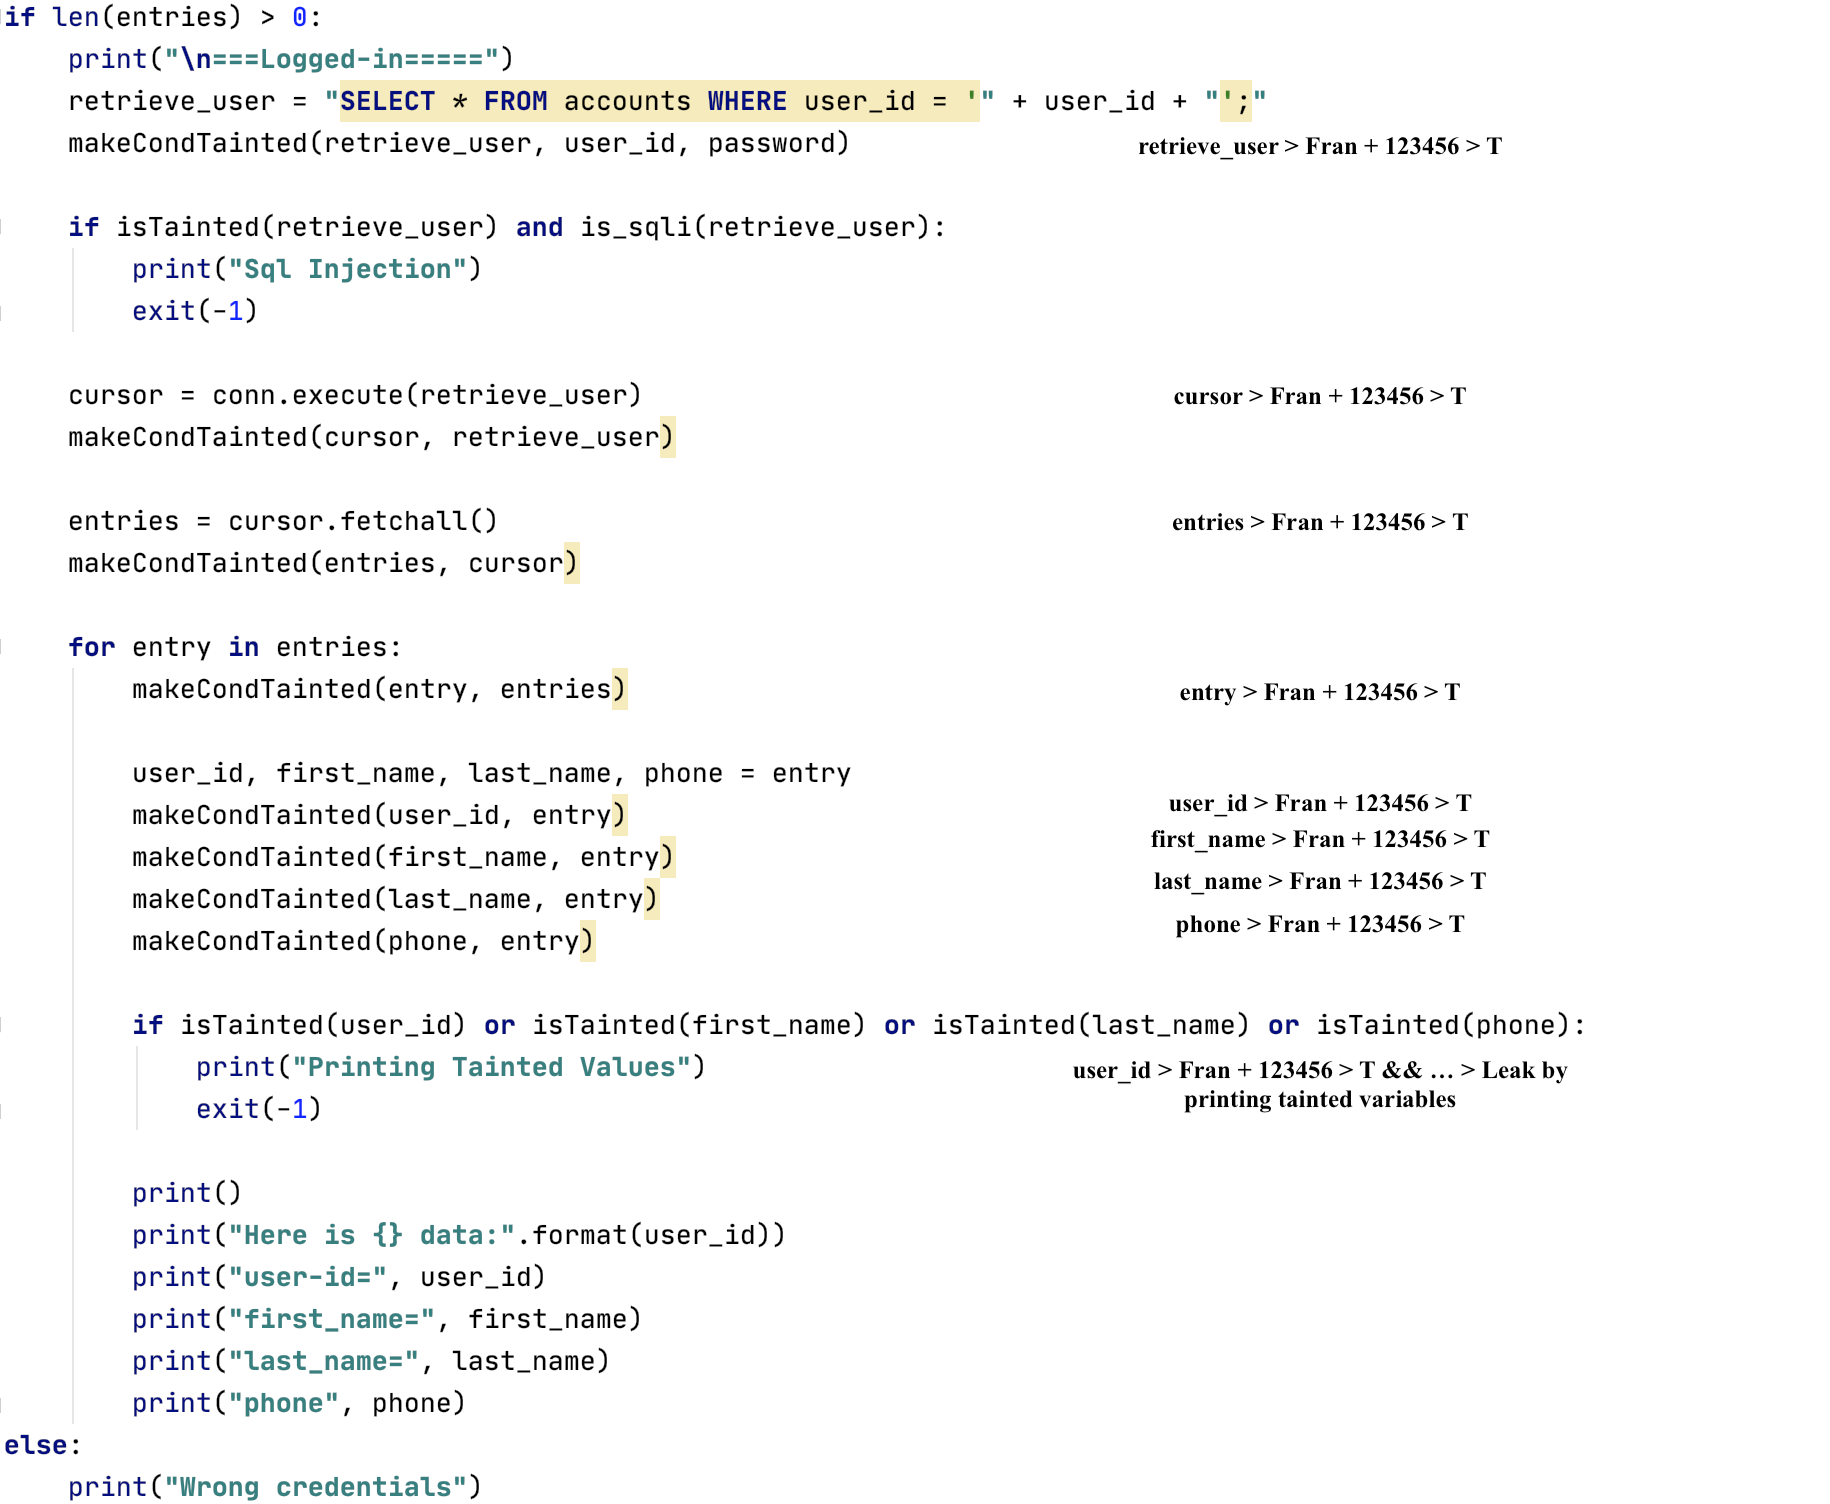 if len(entries) > 0:
    print("\n===Logged-in=====")
    retrieve_user = "SELECT * FROM accounts WHERE user_id = '" + user_id + "';"
    makeCondTainted(retrieve_user, user_id, password) retrieve_user > Fran + 123456 > T
    if isTainted(retrieve_user) and is_sqli(retrieve_user):
        print("Sql Injection")
        exit(-1)
    cursor = conn.execute(retrieve_user) cursor > Fran + 123456 > T
    makeCondTainted(cursor, retrieve_user)
    entries = cursor.fetchall() entries > Fran + 123456 > T
    makeCondTainted(entries, cursor)
    for entry in entries:
        makeCondTainted(entry, entries) entry > Fran + 123456 > T
        user_id, first_name, last_name, phone = entry
        makeCondTainted(user_id, entry) user_id > Fran + 123456 > T
        makeCondTainted(first_name, entry) first_name > Fran + 123456 > T
        makeCondTainted(last_name, entry) last_name > Fran + 123456 > T
        makeCondTainted(phone, entry) phone > Fran + 123456 > T
        if isTainted(user_id) or isTainted(first_name) or isTainted(last_name) or isTainted(phone):
            print("Printing Tainted Values") user_id > Fran + 123456 > T && … > Leak by
            exit(-1) printing tainted variables
        print()
        print("Here is {} data:".format(user_id))
        print("user-id=", user_id)
        print("first_name=", first_name)
        print("last_name=", last_name)
        print("phone", phone)
else:
    print("Wrong credentials")